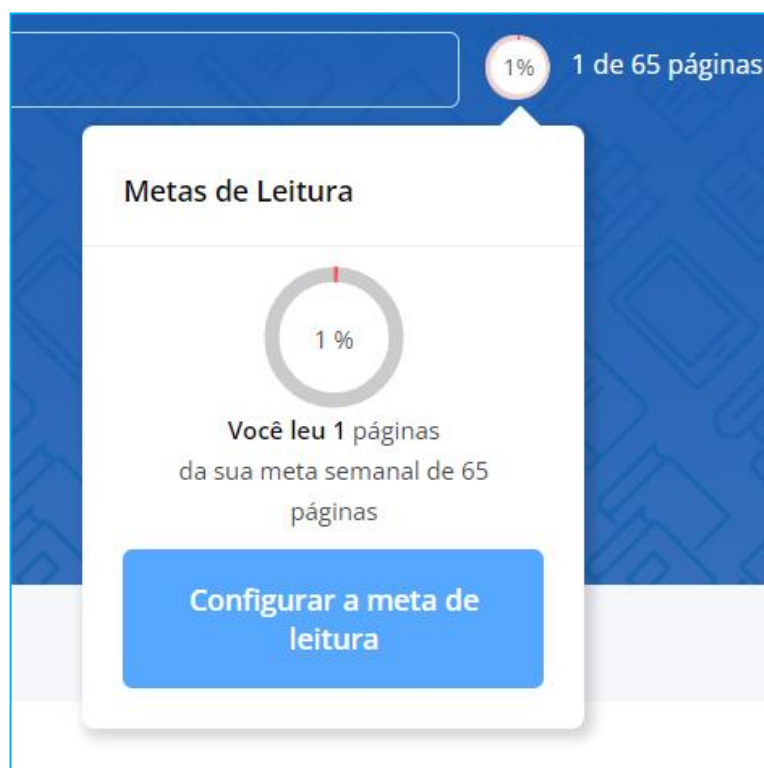 1%
1 de 65 páginas
Metas de Leitura
1 %
Você leu 1 páginas
da sua meta semanal de 65
páginas
Configurar a meta de
leitura